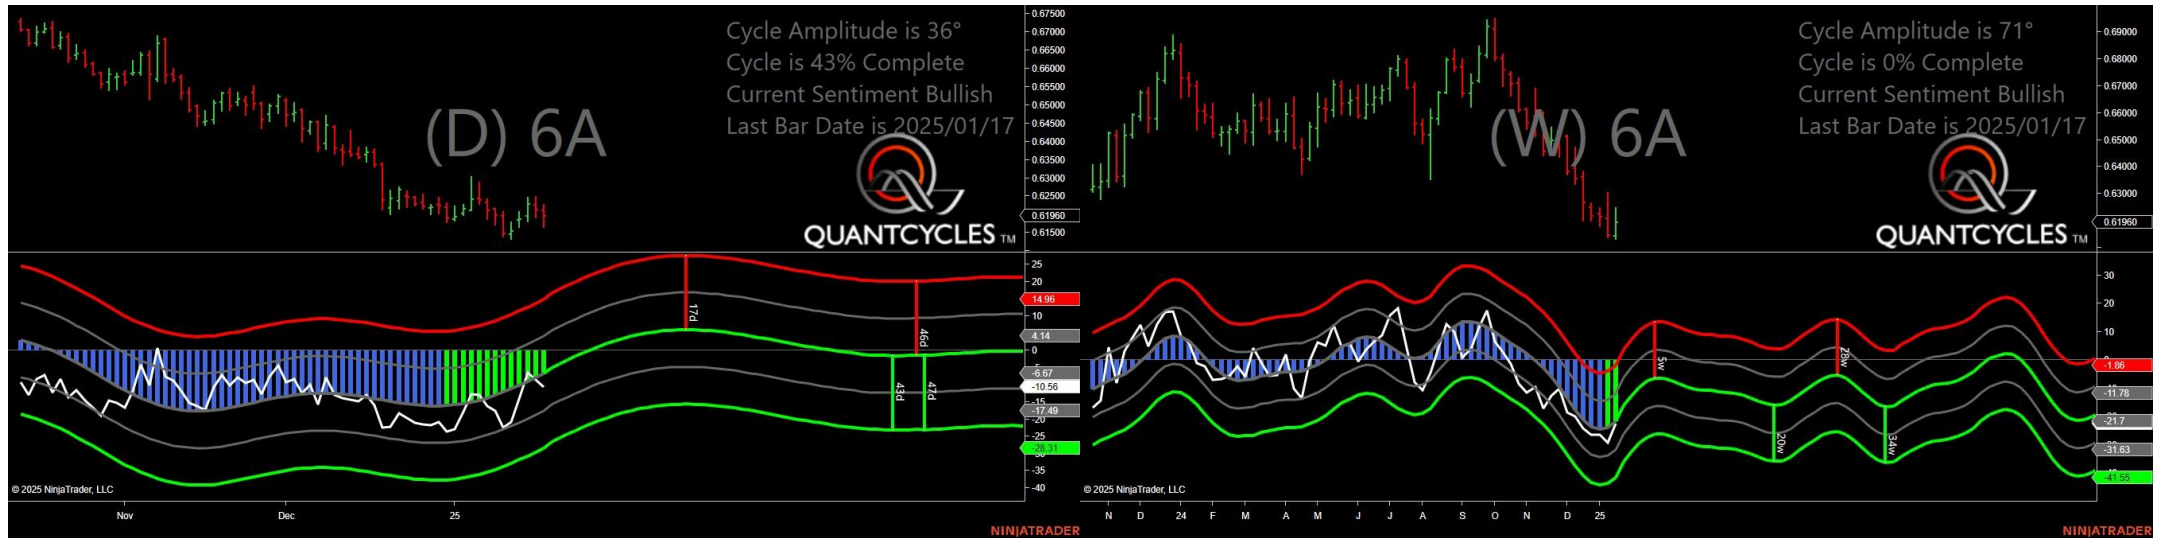 Cycle Amplitude is 36°
Cycle is 43% Complete
Current Sentiment Bullish
Last Bar Date is 2025/01/17
(D) 6A
QUANTCYCLES TM
0.67500
0.67000
0.66500
0.66000
0.65500
0.65000
0.64500
0.64000
0.63500
0.63000
0.62500
0.61960
0.61500
17d
46d
43d
47d
25
20
14.96
10
4.14
0
-6.67
-10.56
-15
-17.49
-20
-25
-28.31
-35
-40
© 2025 NinjaTrader, LLC
Nov
Dec
25
NINJATRADER
Cycle Amplitude is 71°
Cycle is 0% Complete
Current Sentiment Bullish
Last Bar Date is 2025/01/17
(W) 6A
QUANTCYCLES TM
0.69000
0.68000
0.67000
0.66000
0.65000
0.64000
0.63000
0.61960
5w
28w
20w
34w
30
20
10
-1.86
-11.78
-21.7
-31.63
-41.55
© 2025 NinjaTrader, LLC
N D 24 F M A M J J A S O N D 25
NINJATRADER